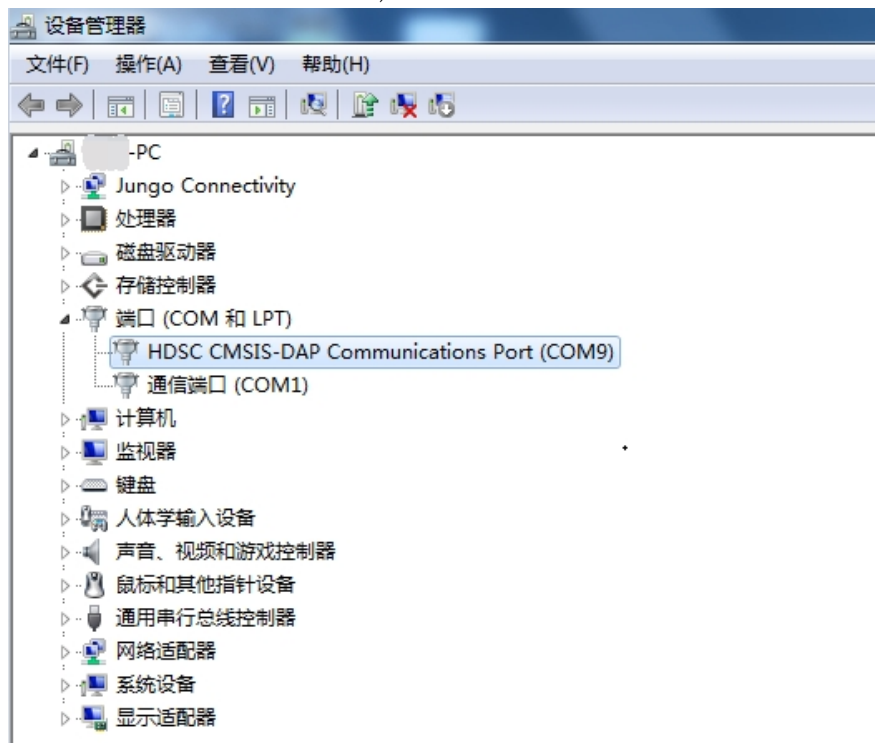 设备管理器
文件(F) 操作(A) 查看(V) 帮助(H)
-PC
Jungo Connectivity
处理器
磁盘驱动器
存储控制器
端口 (COM 和 LPT)
HDSC CMSIS-DAP Communications Port (COM9)
通信端口 (COM1)
计算机
监视器
键盘
人体学输入设备
声音、视频和游戏控制器
鼠标和其他指针设备
通用串行总线控制器
网络适配器
系统设备
显示适配器